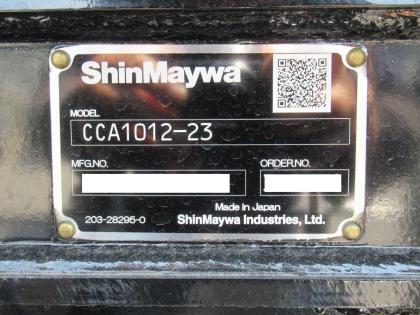 ShinMaywa
MODEL
CCA1012-23
MFG.NO.
ORDER.NO.
Made in Japan
203-28295-0
ShinMaywa Industries, Ltd.